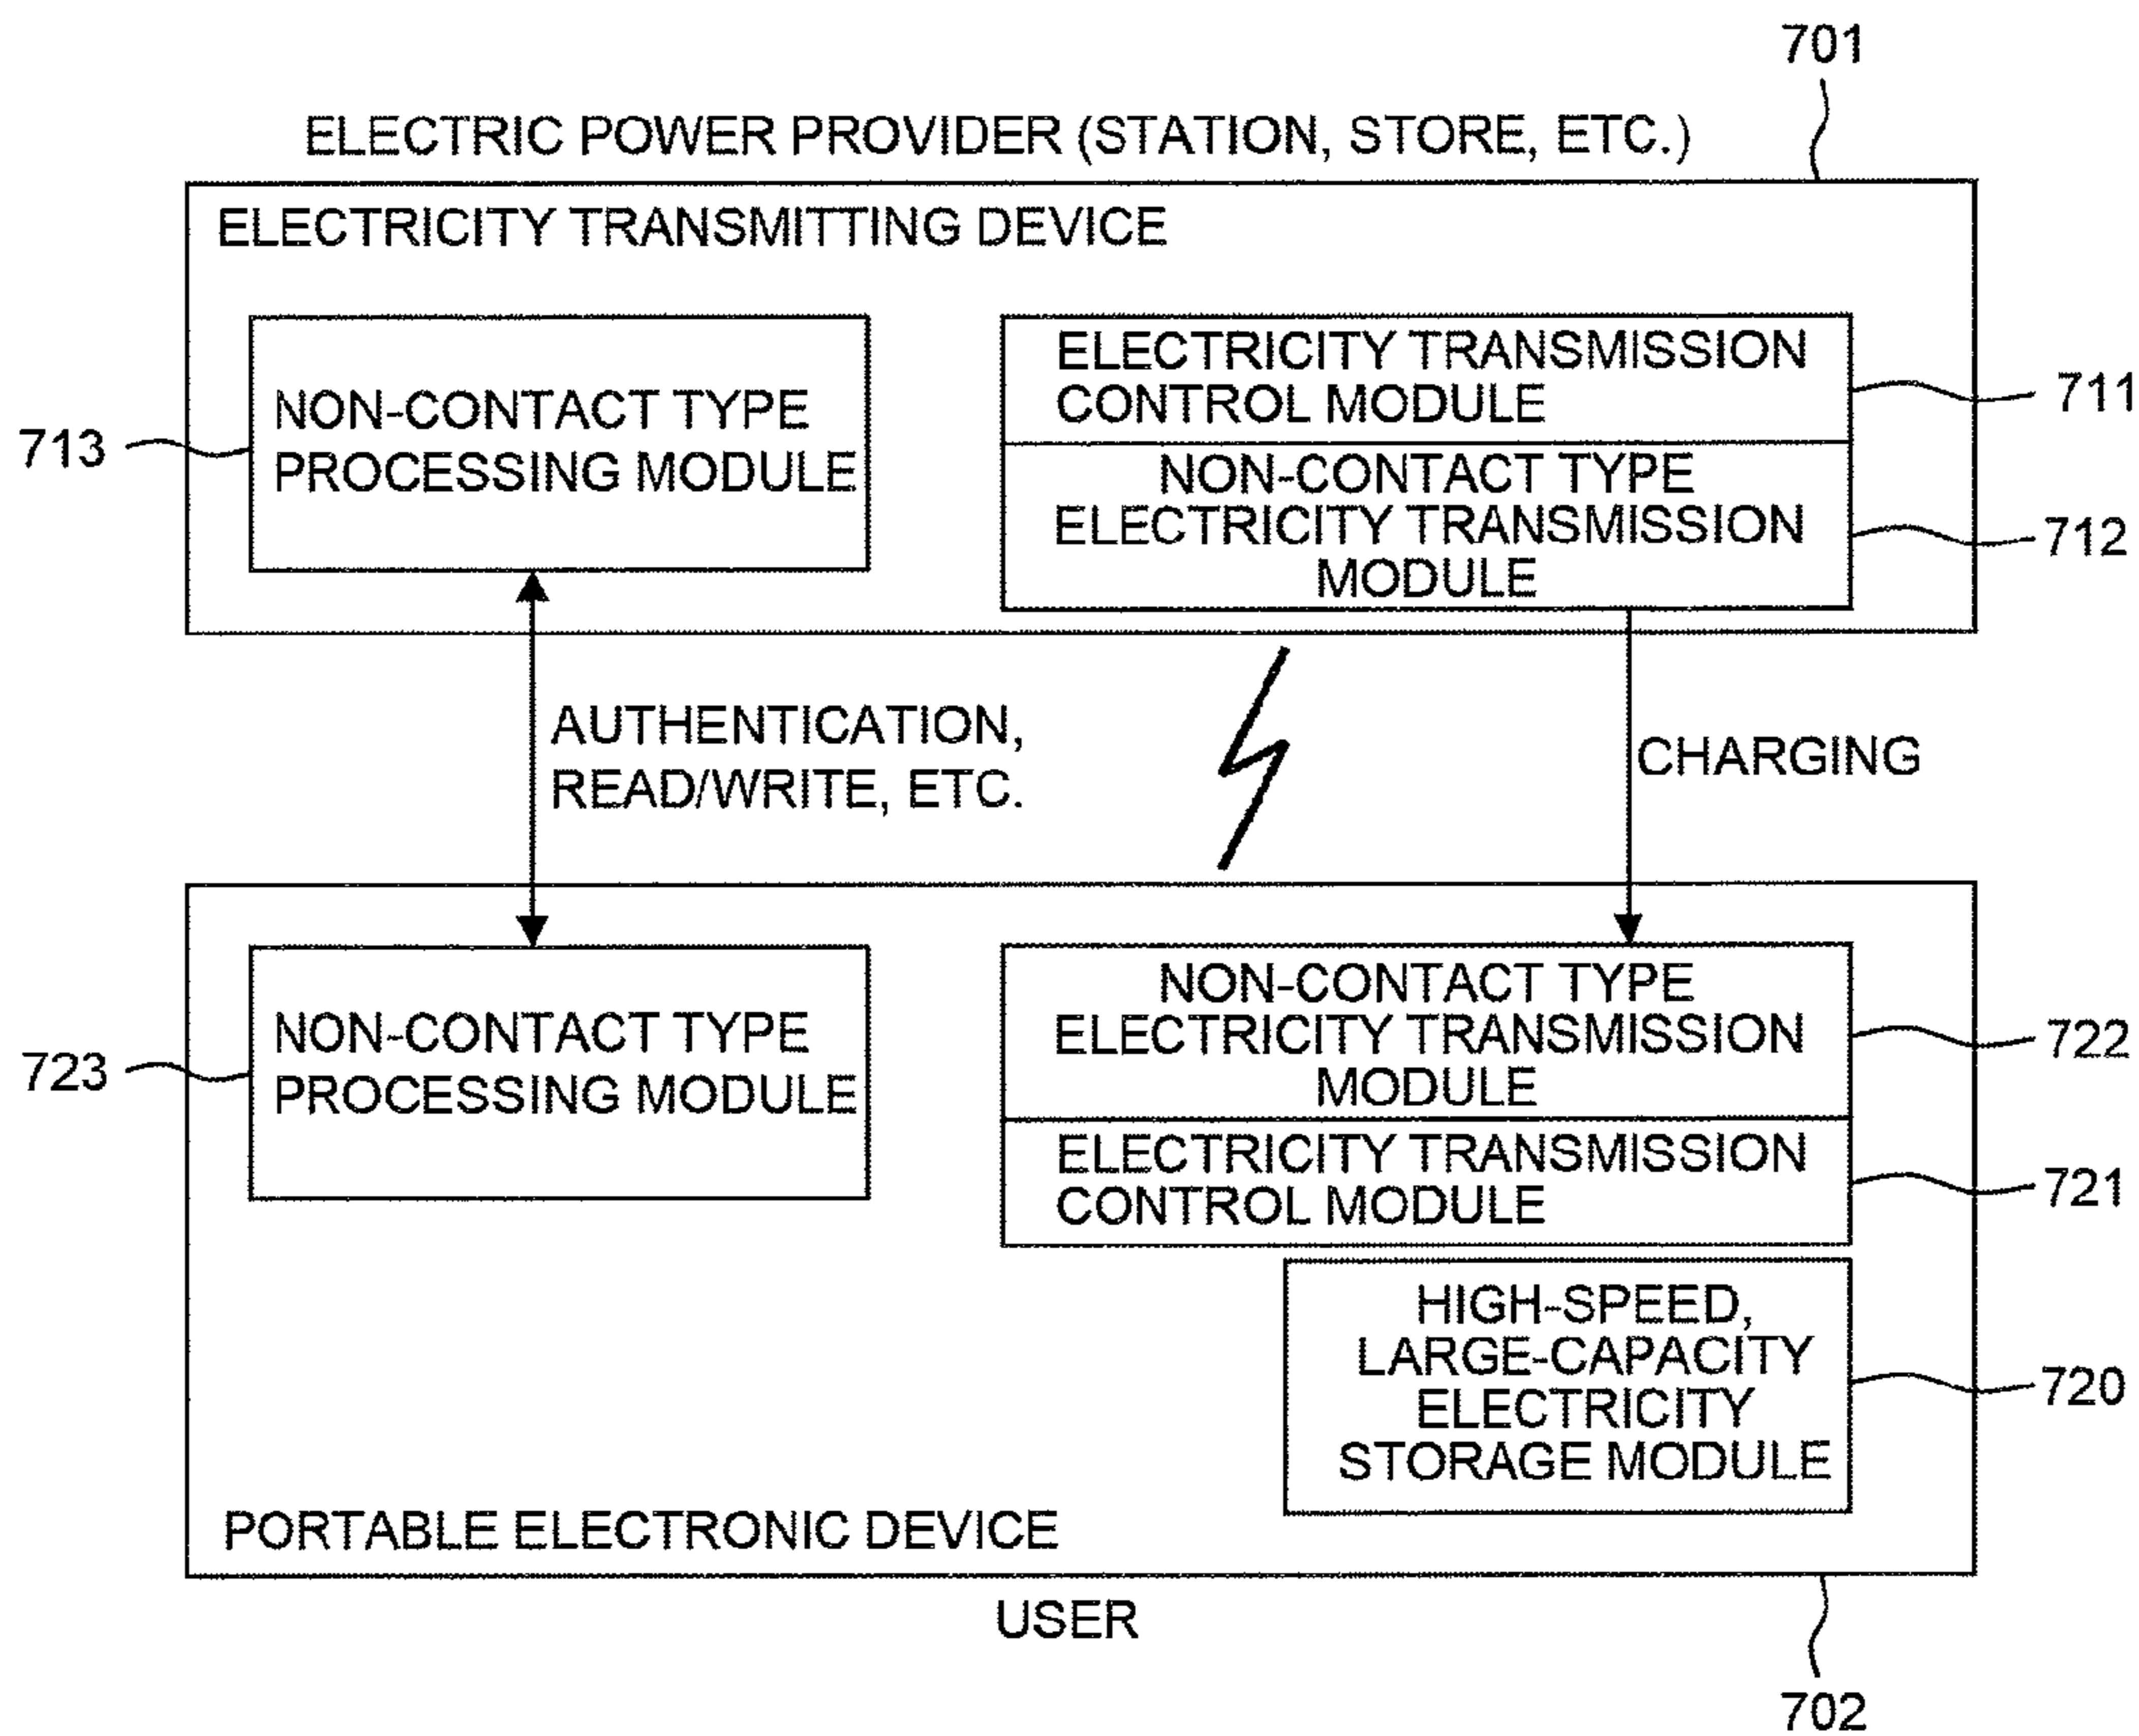 701
ELECTRIC POWER PROVIDER (STATION, STORE, ETC.)
ELECTRICITY TRANSMITTING DEVICE
NON-CONTACT TYPE
PROCESSING MODULE
713
ELECTRICITY TRANSMISSION
CONTROL MODULE
711
NON-CONTACT TYPE
ELECTRICITY TRANSMISSION
MODULE
712
AUTHENTICATION,
READ/WRITE, ETC.
CHARGING
NON-CONTACT TYPE
PROCESSING MODULE
723
NON-CONTACT TYPE
ELECTRICITY TRANSMISSION
MODULE
722
ELECTRICITY TRANSMISSION
CONTROL MODULE
721
HIGH-SPEED,
LARGE-CAPACITY
ELECTRICITY
STORAGE MODULE
720
PORTABLE ELECTRONIC DEVICE
USER
702